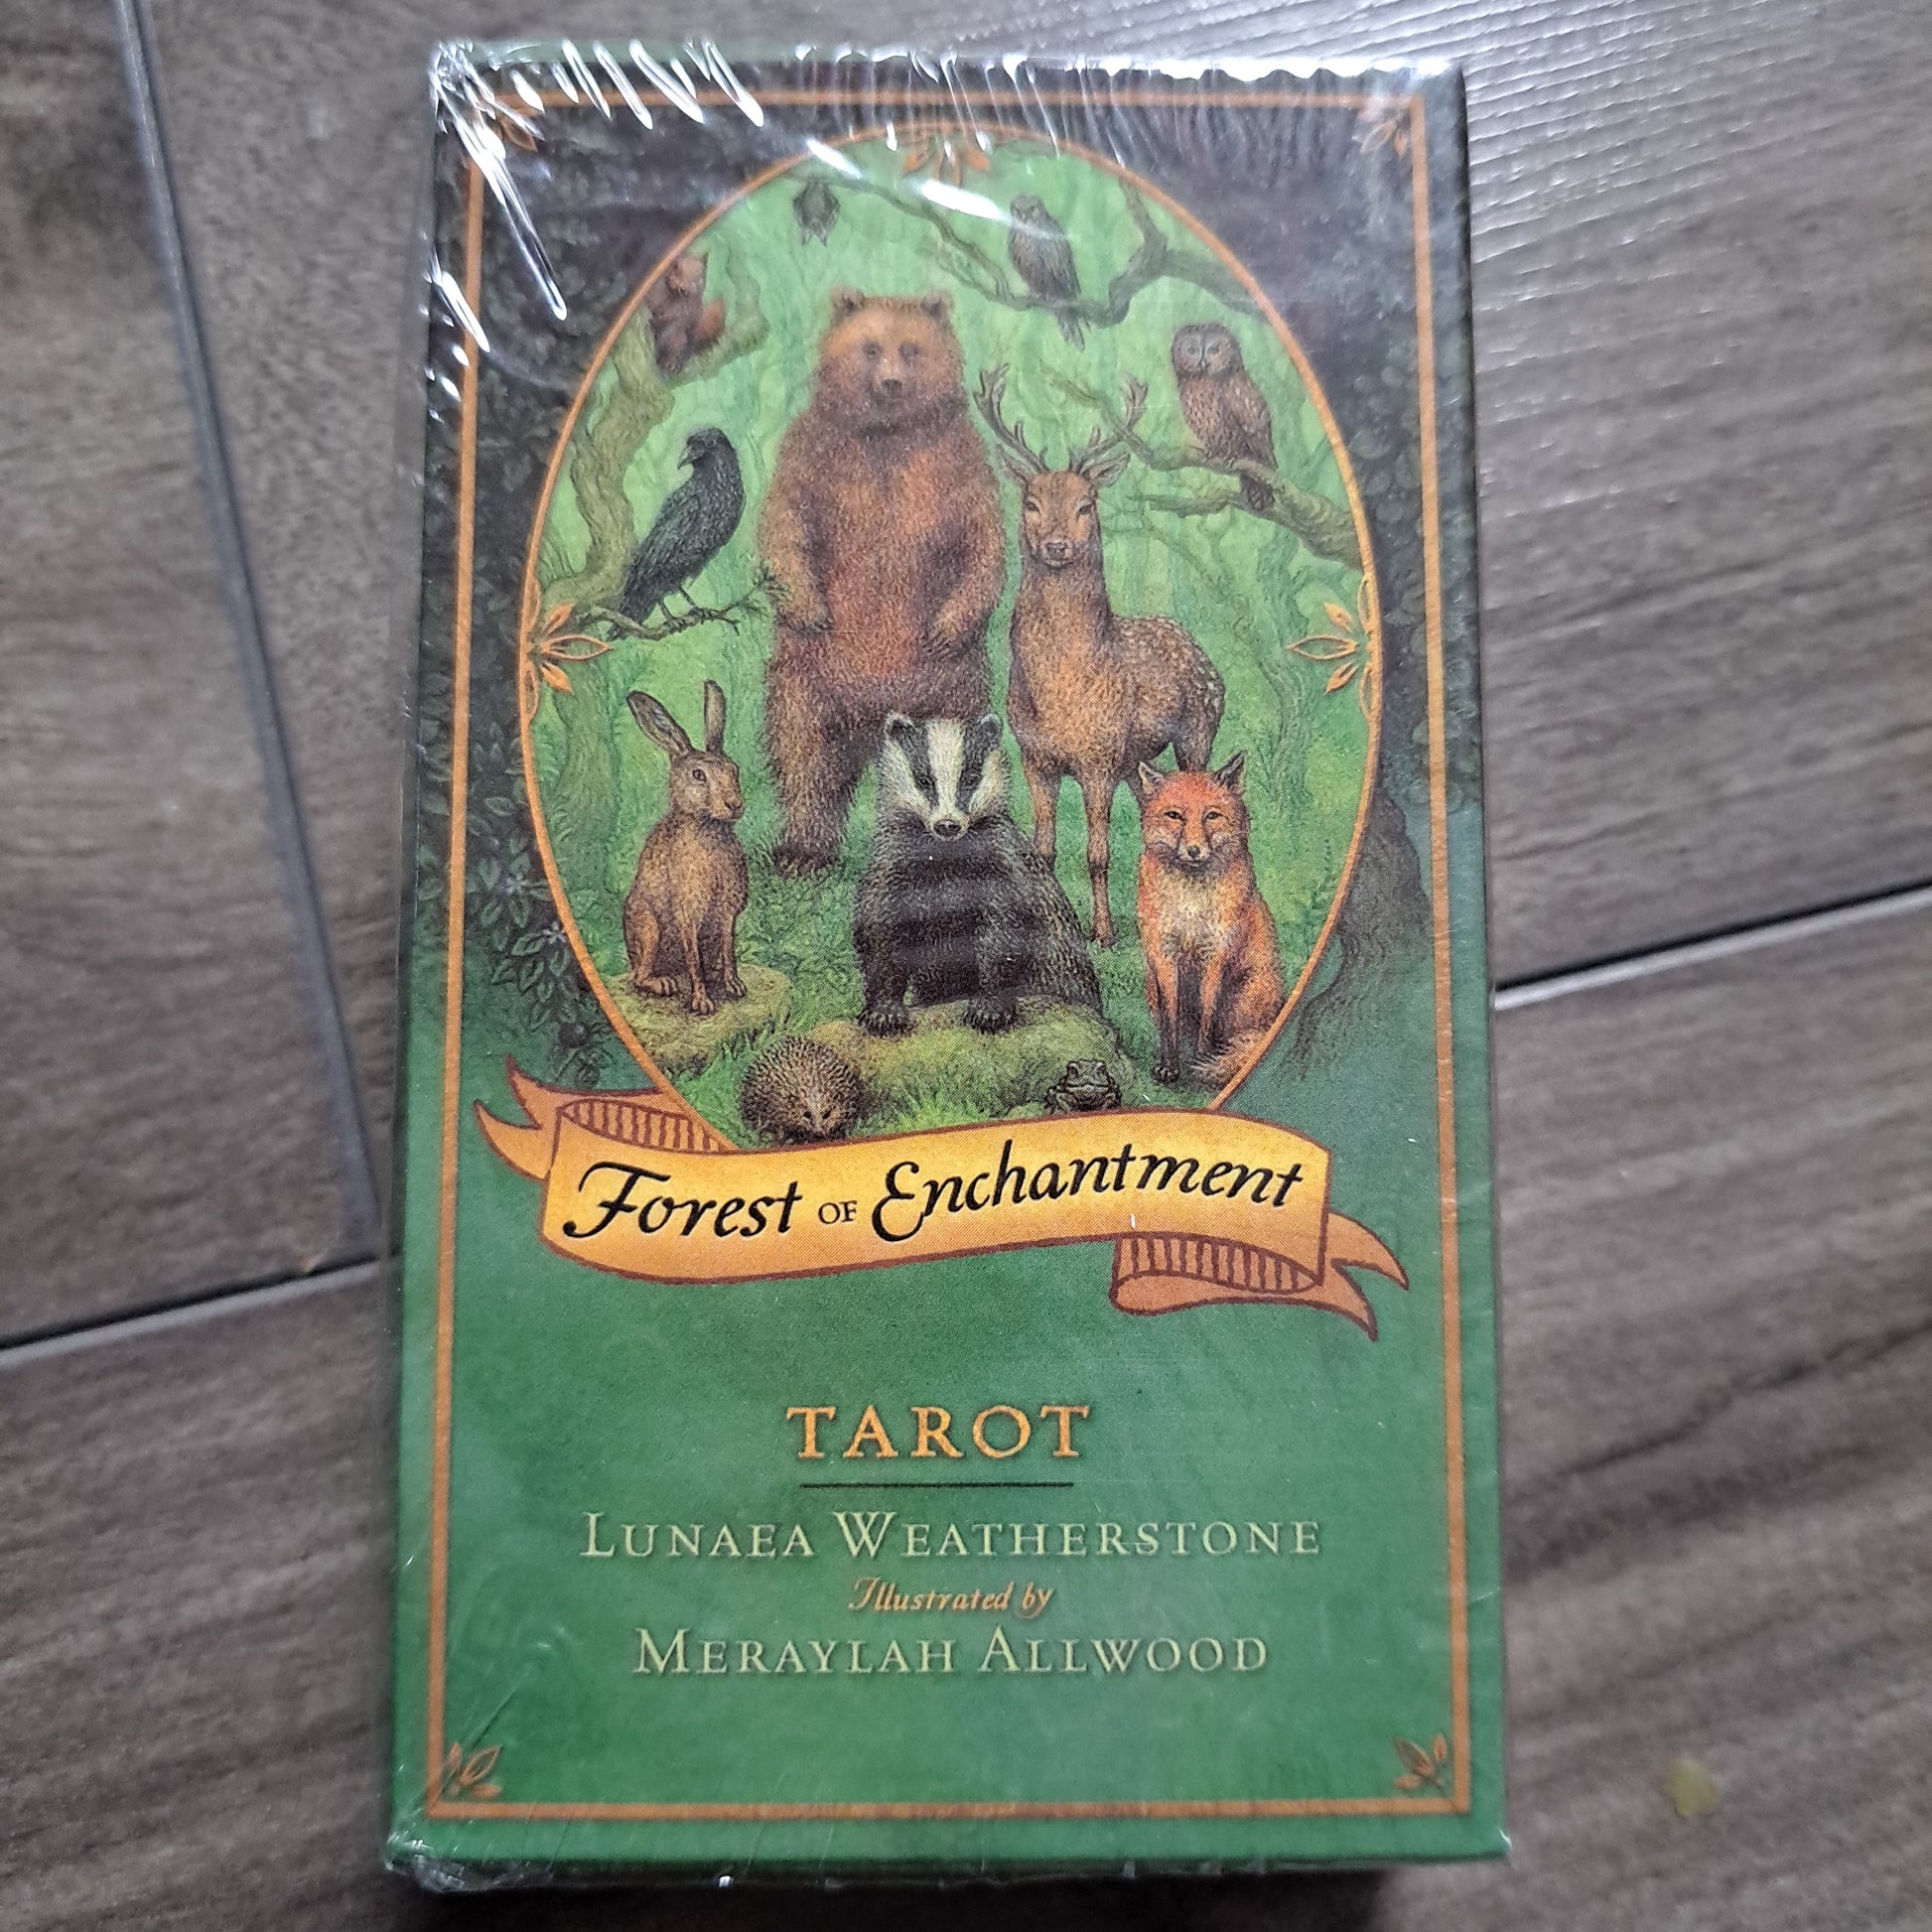 Forest OF Enchantment
TAROT
LUNAEA WEATHERSTONE
Illustrated by
MERAYLAH ALLWOOD